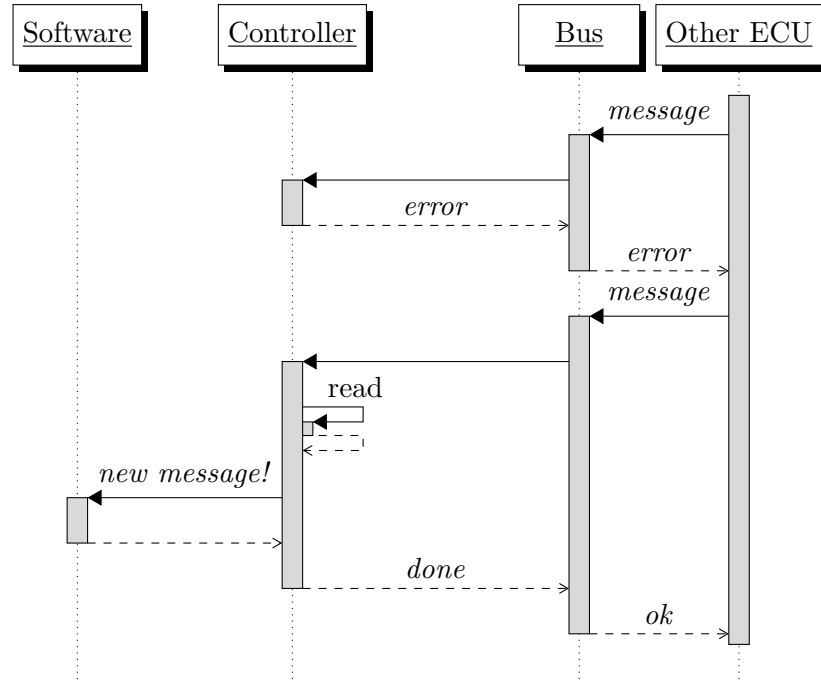 Software
Controller
Bus
Other ECU
message
error
error
message
read
new message!
done
ok